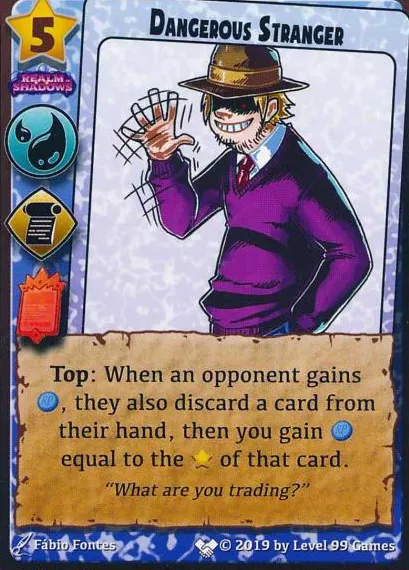 5
DANGEROUS STRANGER
REALM OF
SHADOWS
Top: When an opponent gains
SP, they also discard a card from
their hand, then you gain SP
equal to the of that card.
"What are you trading?"
Fábio Fontes
© 2019 by Level 99 Games